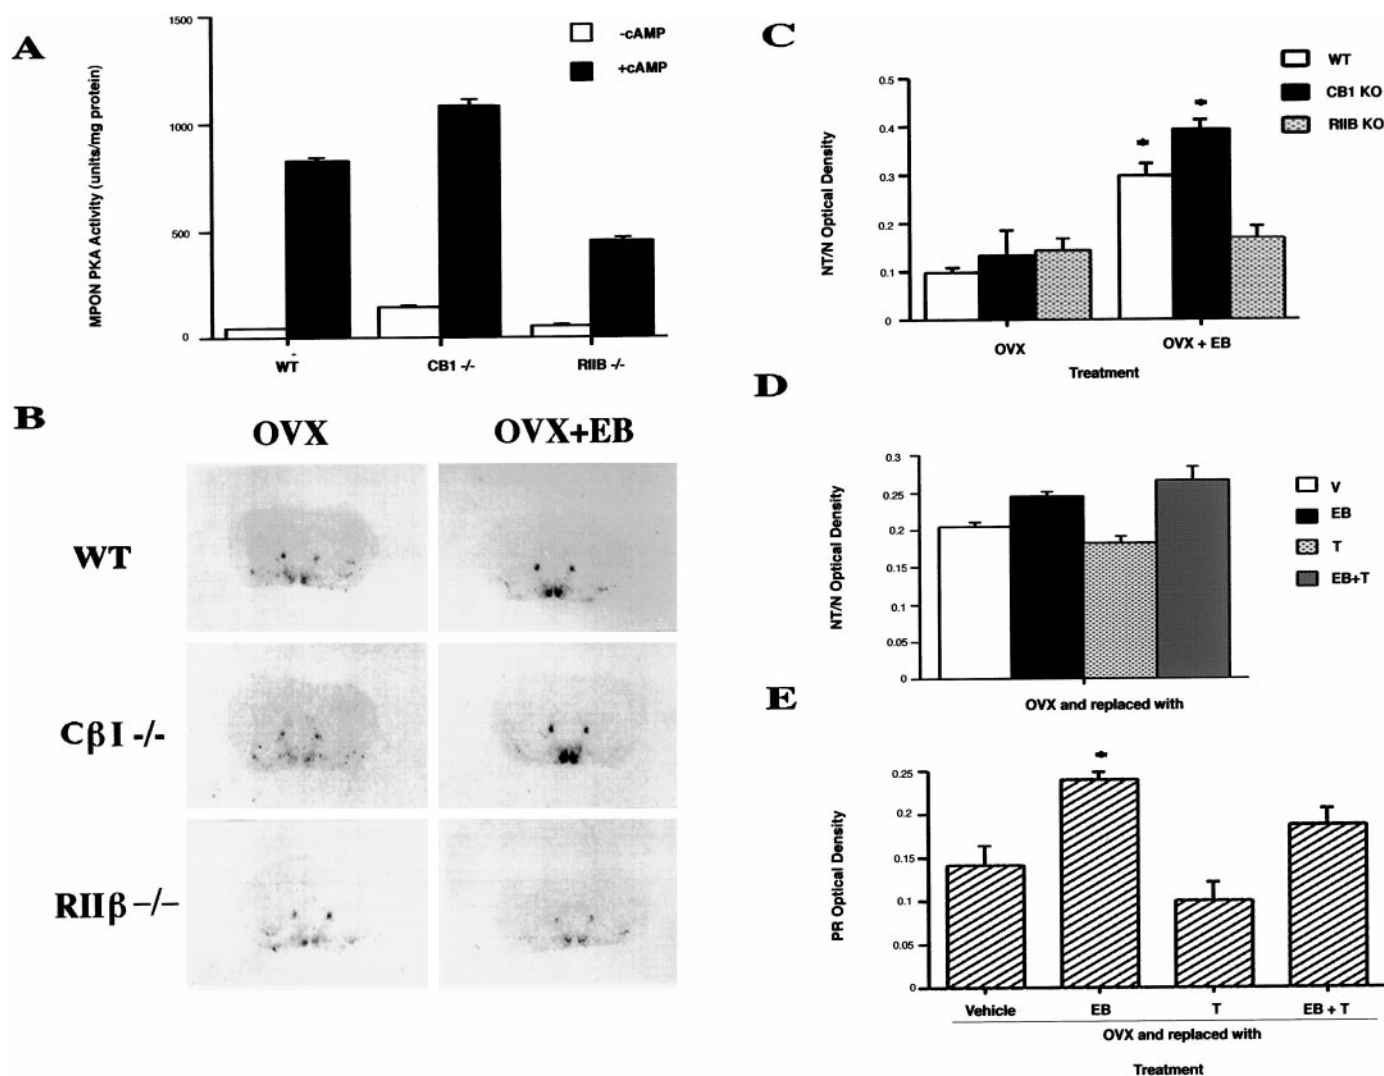 A
MPON PKA Activity (units/mg protein)
1500
1000
500
0
-cAMP
+cAMP
WT
CB1 -/-
RIIB -/-
B
OVX
OVX+EB
WT
CβI -/-
RIIβ -/-
C
NT/N Optical Density
0.5
0.4
0.3
0.2
0.1
0
*
*
WT
CB1 KO
RIIB KO
OVX
OVX + EB
Treatment
D
NT/N Optical Density
0.3
0.25
0.2
0.15
0.1
0.05
0
V
EB
T
EB+T
OVX and replaced with
E
PR Optical Density
0.25
0.2
0.15
0.1
0.05
0
*
Vehicle
EB
T
EB + T
OVX and replaced with
Treatment